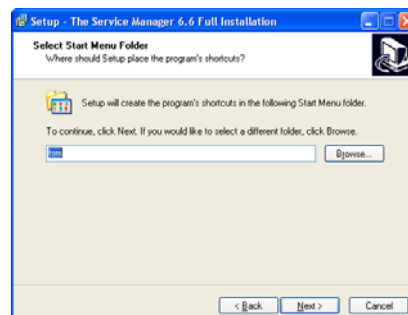 Setup - The Service Manager 6.6 Full Installation
Select Start Menu Folder
Where should Setup place the program's shortcuts?
Setup will create the program's shortcuts in the following Start Menu folder.
To continue, click Next. If you would like to select a different folder, click Browse.
tsm
Browse...
< Back
Next >
Cancel